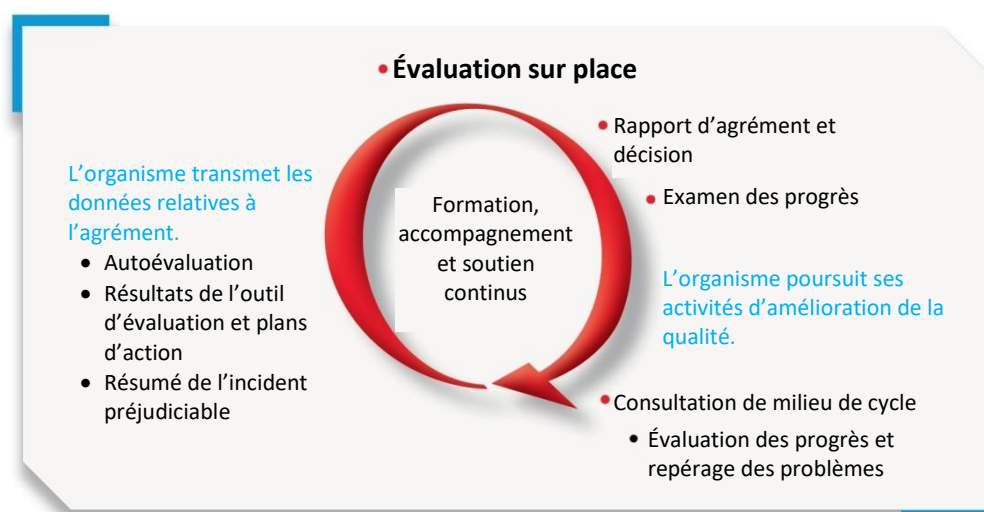 • Évaluation sur place
• Rapport d’agrément et
décision
• Examen des progrès
L’organisme poursuit ses
activités d’amélioration de la
qualité.
• Consultation de milieu de cycle
• Évaluation des progrès et
repérage des problèmes
L’organisme transmet les
données relatives à
l’agrément.
• Autoévaluation
• Résultats de l’outil
d’évaluation et plans
d’action
• Résumé de l’incident
préjudiciable
Formation,
accompagnement
et soutien
continus